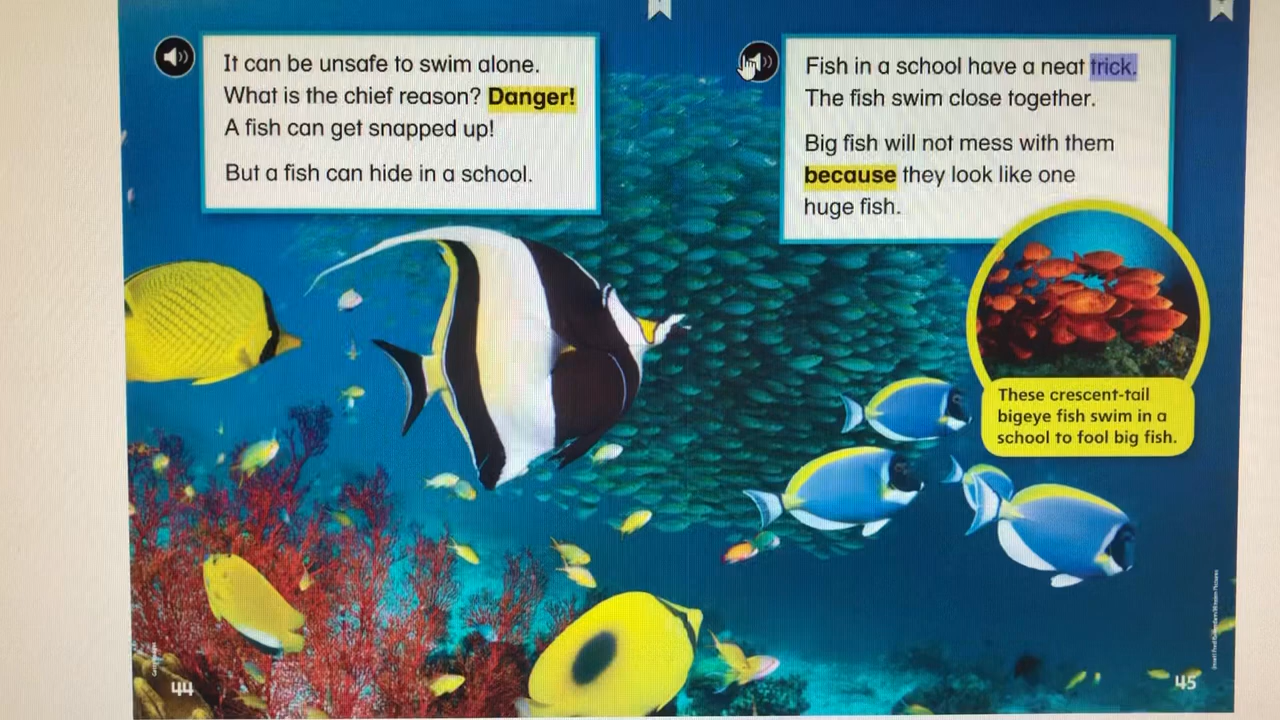 It can be unsafe to swim alone.
What is the chief reason? Danger!
A fish can get snapped up!
But a fish can hide in a school.
Fish in a school have a neat trick.
The fish swim close together.
Big fish will not mess with them
because they look like one
huge fish.
These crescent-tail
bigeye fish swim in a
school to fool big fish.
44
45